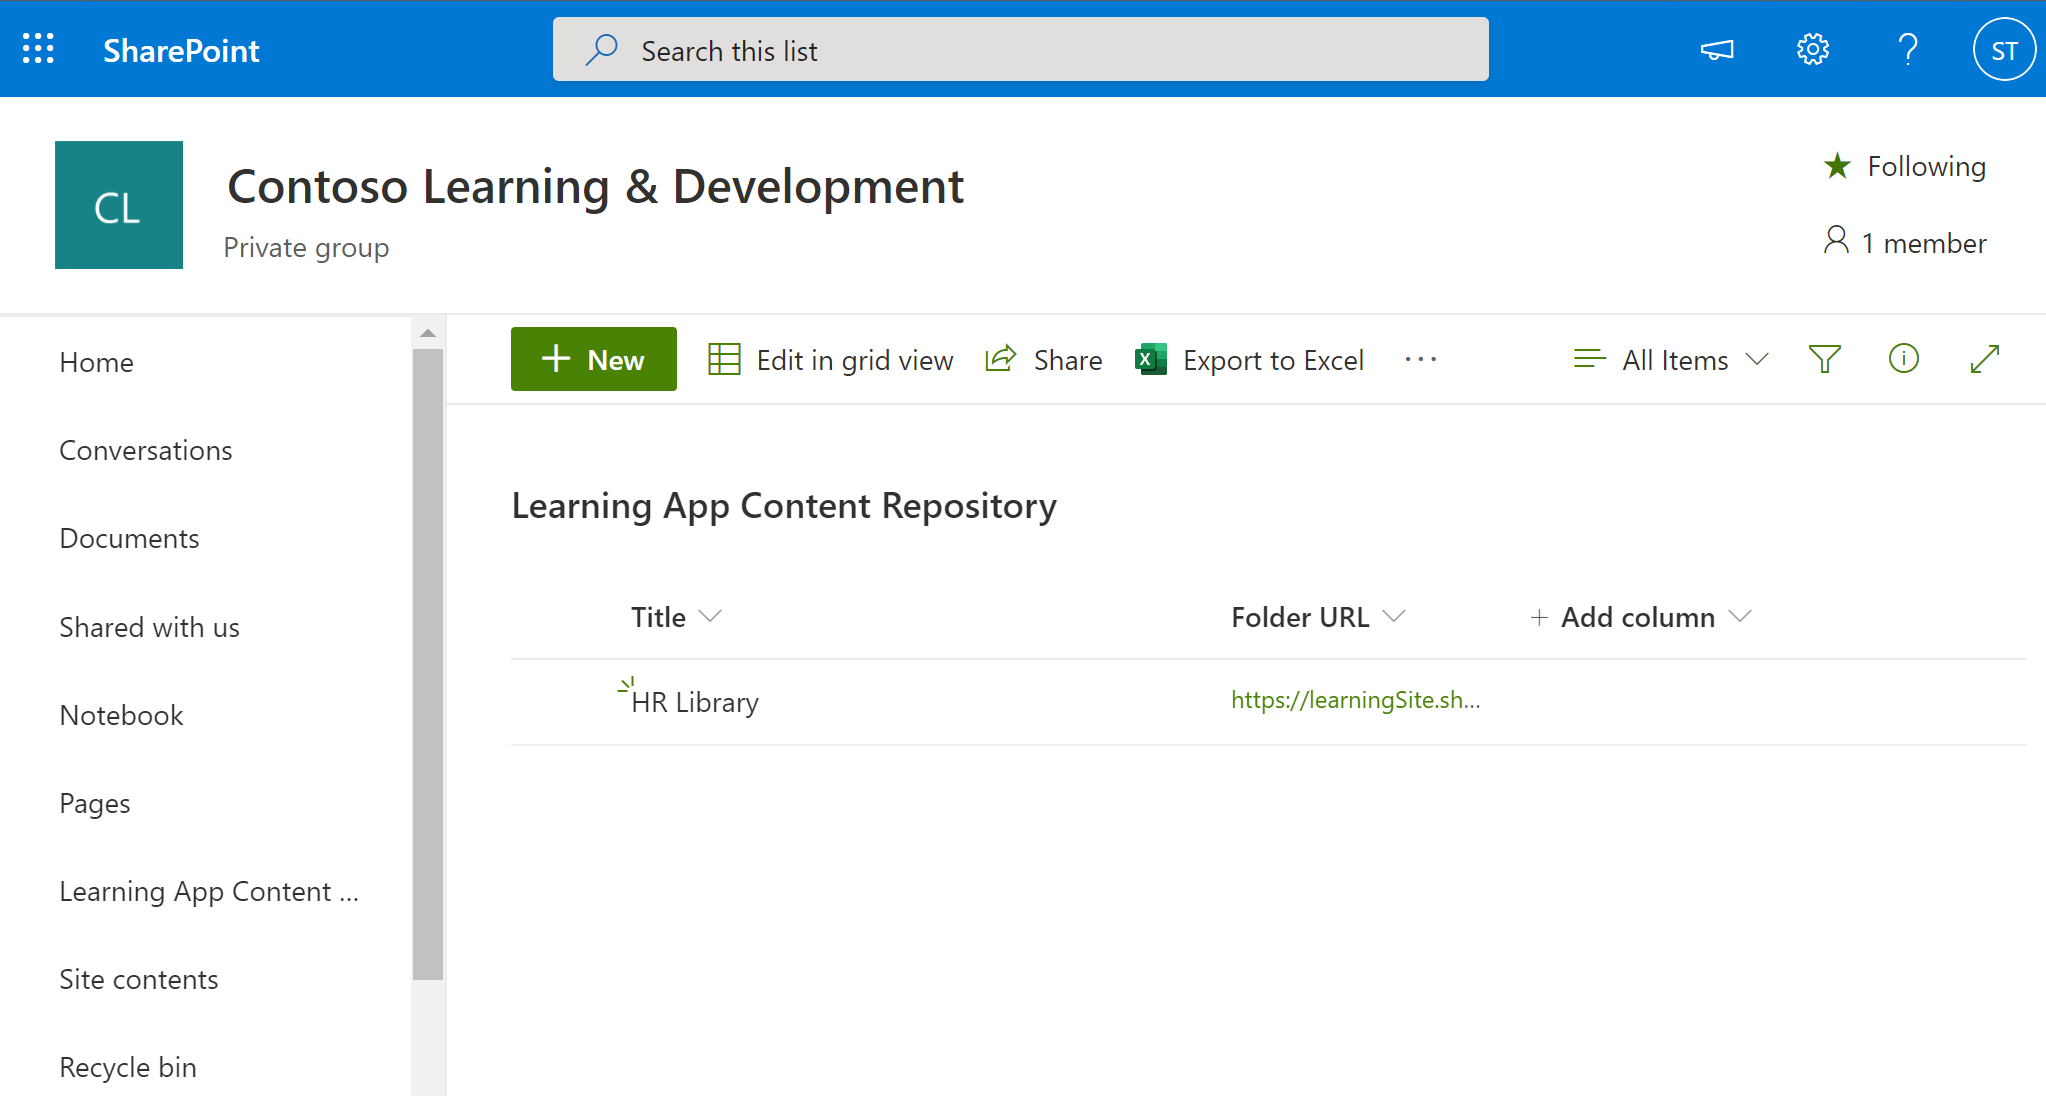 SharePoint
Search this list
ST
CL
Contoso Learning & Development
Private group
Following
1 member
Home
Conversations
Documents
Shared with us
Notebook
Pages
Learning App Content ...
Site contents
Recycle bin
New
Edit in grid view
Share
Export to Excel
All Items
Learning App Content Repository
Title
Folder URL
+ Add column
HR Library
https://learningSite.sh...